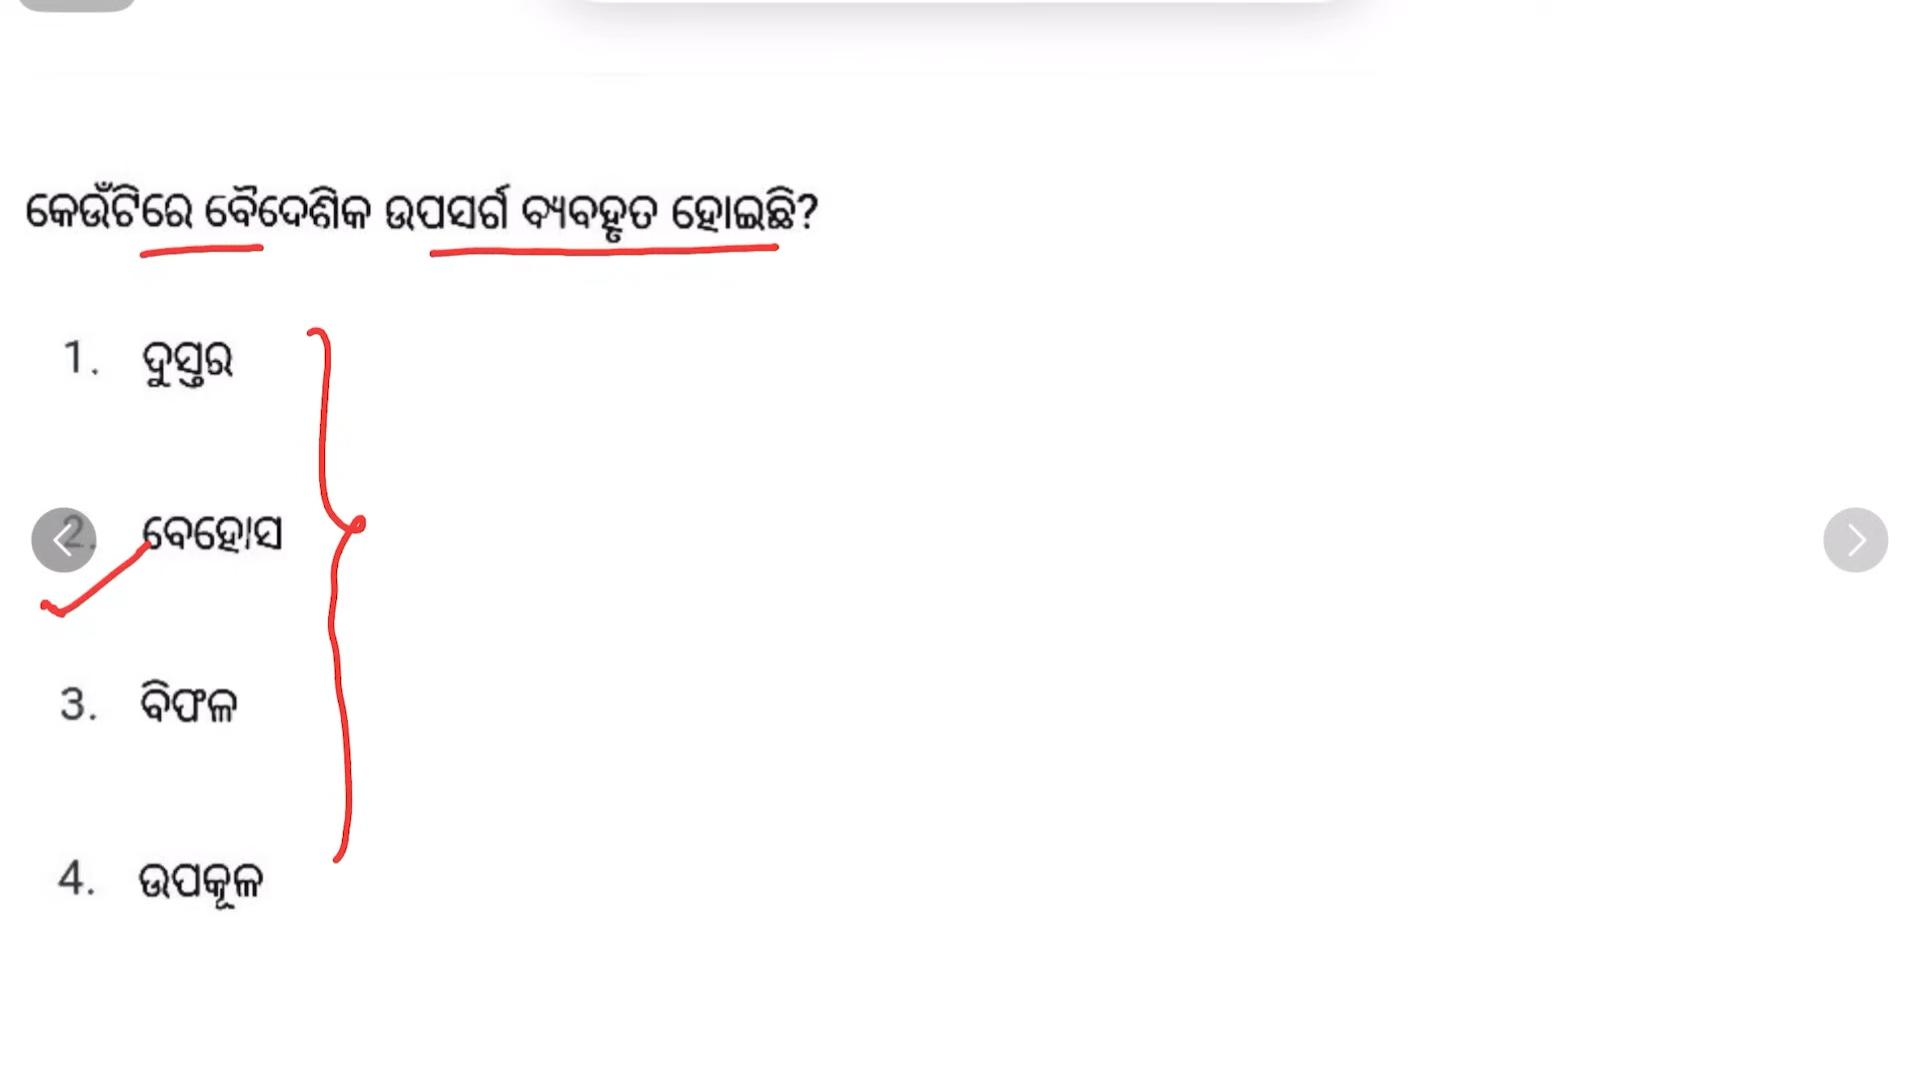 କେଉଁଟିରେ ବୈଦେଶିକ ଉପସର୍ଗ ବ୍ୟବହୃତ ହୋଇଛି?
1. ଦୁସ୍ତର
2. ବେହୋସ
3. ବିଫଳ
4. ଉପକୂଳ